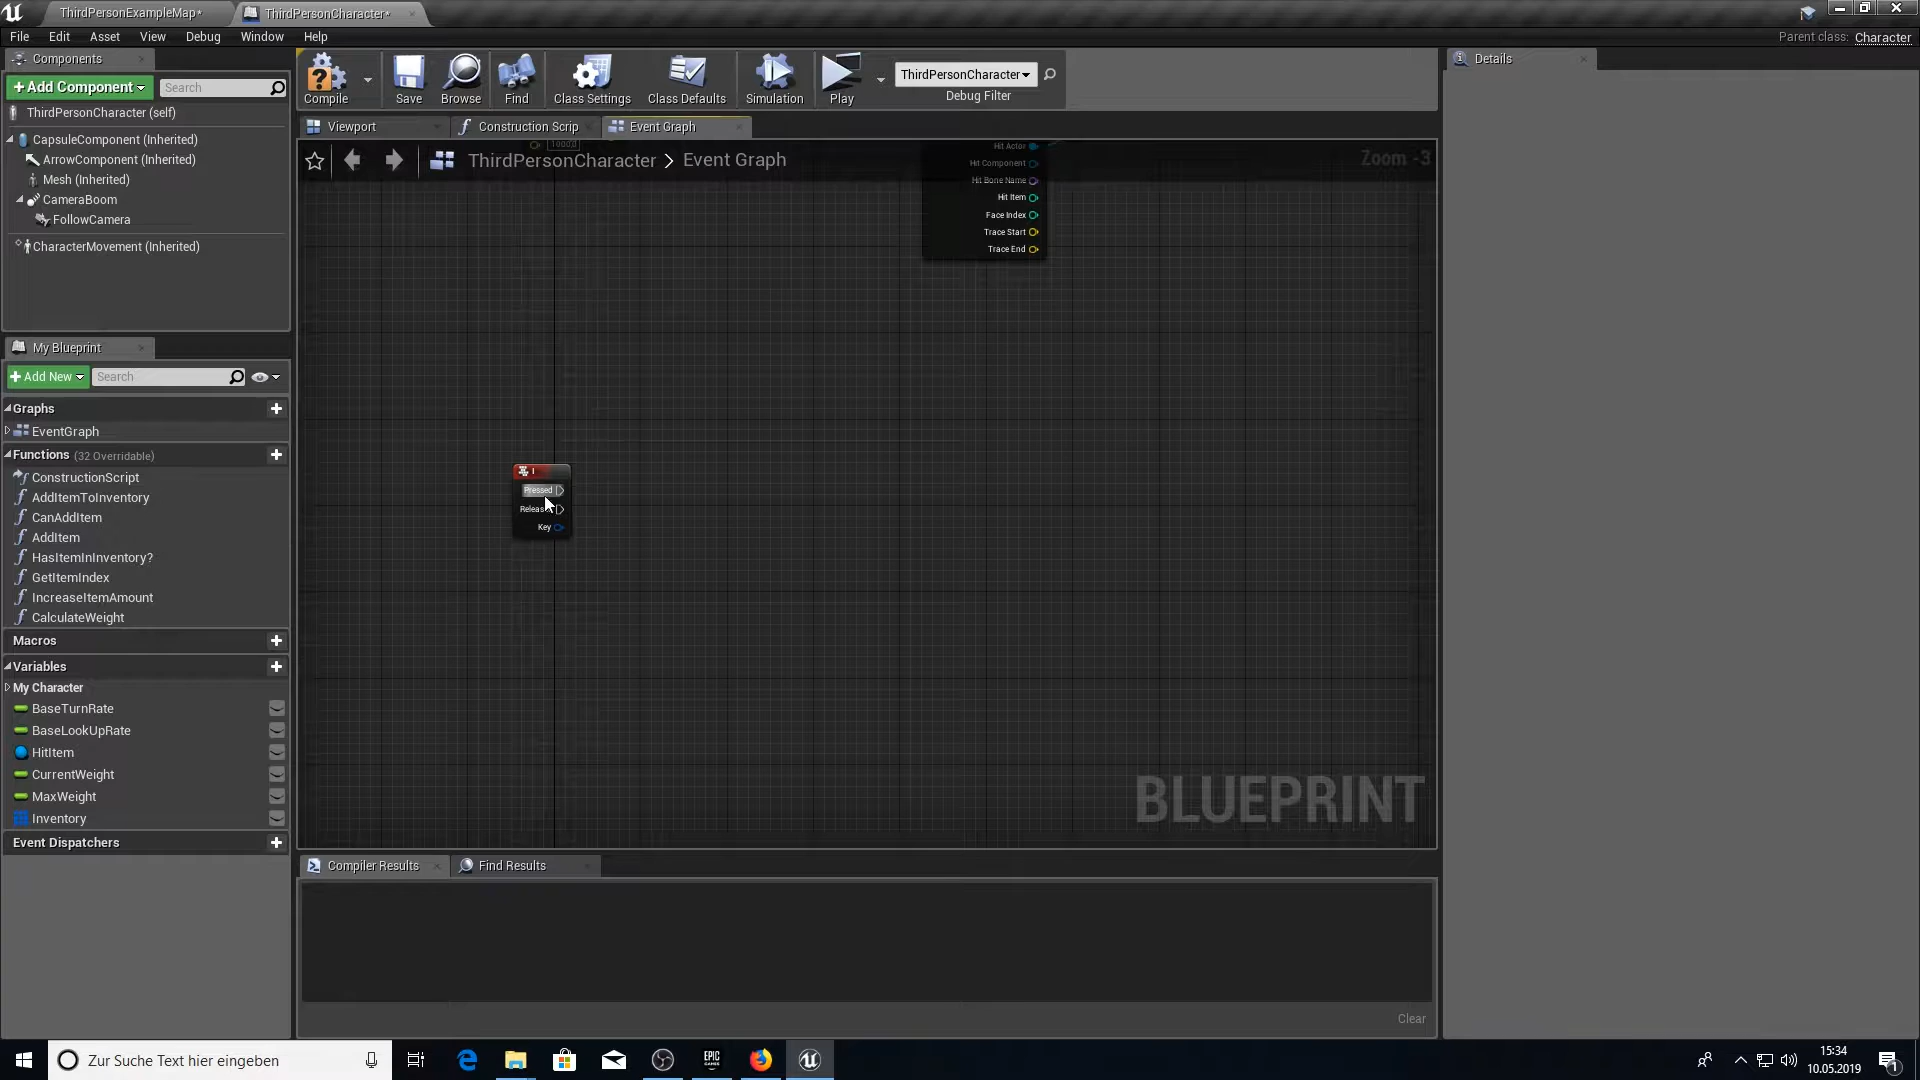 ThirdPersonExampleMap*
ThirdPersonCharacter*
File Edit Asset View Debug Window Help
Parent class: Character
Components
Add Component
Search
ThirdPersonCharacter (self)
CapsuleComponent (Inherited)
ArrowComponent (Inherited)
Mesh (Inherited)
CameraBoom
FollowCamera
CharacterMovement (Inherited)
Compile
Save
Browse
Find
Class Settings
Class Defaults
Simulation
Play
ThirdPersonCharacter
Debug Filter
Details
Viewport
Construction Scrip
Event Graph
ThirdPersonCharacter > Event Graph
Zoom -3
1000,0
Hit Actor
Hit Component
Hit Bone Name
Hit Item
Face Index
Trace Start
Trace End
I
Pressed
Releas
Key
BLUEPRINT
My Blueprint
Add New
Search
Graphs
EventGraph
Functions (32 Overridable)
ConstructionScript
AddItemToInventory
CanAddItem
AddItem
HasItemInInventory?
GetItemIndex
IncreaseItemAmount
CalculateWeight
Macros
Variables
My Character
BaseTurnRate
BaseLookUpRate
HitItem
CurrentWeight
MaxWeight
Inventory
Event Dispatchers
Compiler Results
Find Results
Clear
Zur Suche Text hier eingeben
EPIC
GAMES
15:34
10.05.2019
1